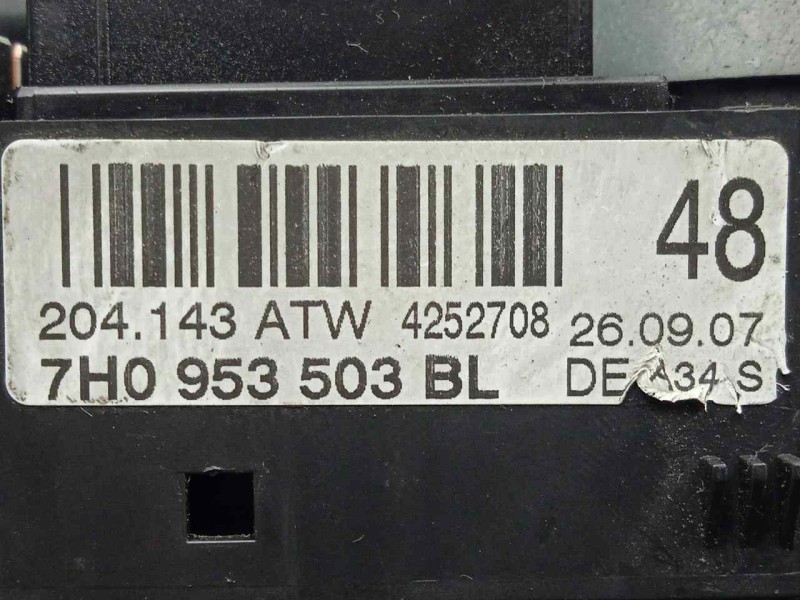 48
204.143 ATW 4252708 26.09.07
7H0 953 503 BL DE A34 S